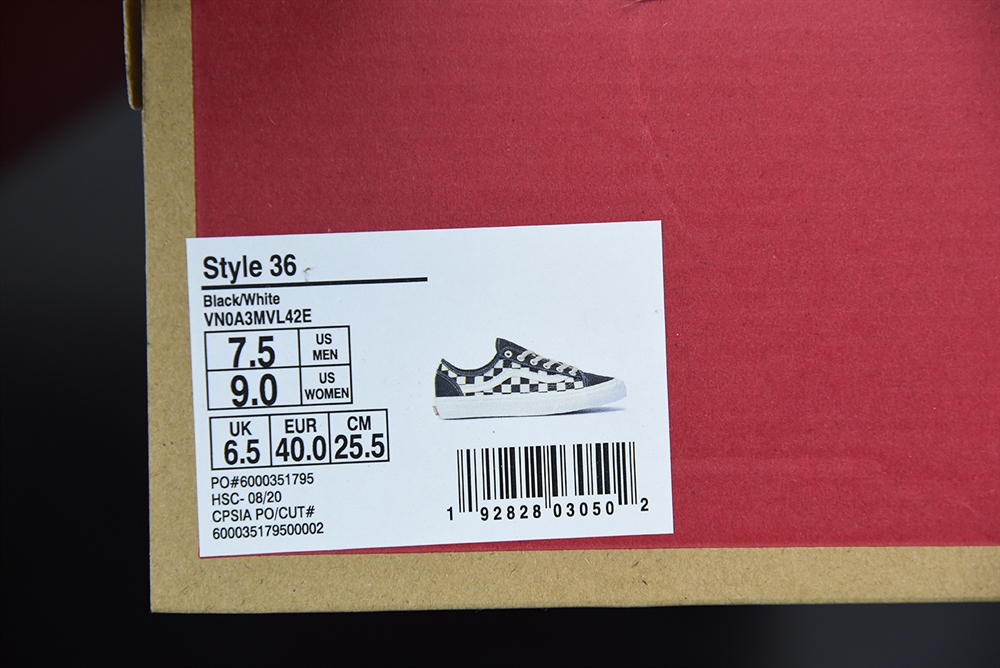 Style 36
Black/White
VN0A3MVL42E
7.5 US MEN
9.0 US WOMEN
UK EUR CM
6.5 40.0 25.5
PO#6000351795
HSC- 08/20
CPSIA PO/CUT#
600035179500002
1 92828 03050 2